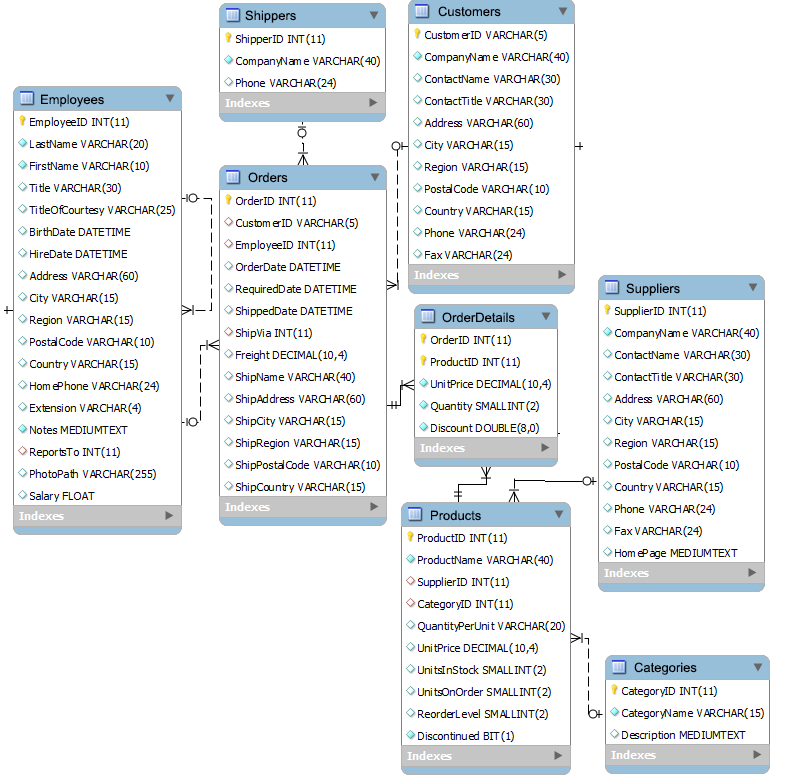 Shippers
ShipperID INT(11)
CompanyName VARCHAR(40)
Phone VARCHAR(24)
Indexes
Customers
CustomerID VARCHAR(5)
CompanyName VARCHAR(40)
ContactName VARCHAR(30)
ContactTitle VARCHAR(30)
Address VARCHAR(60)
City VARCHAR(15)
Region VARCHAR(15)
PostalCode VARCHAR(10)
Country VARCHAR(15)
Phone VARCHAR(24)
Fax VARCHAR(24)
Indexes
Employees
EmployeeID INT(11)
LastName VARCHAR(20)
FirstName VARCHAR(10)
Title VARCHAR(30)
TitleOfCourtesy VARCHAR(25)
BirthDate DATETIME
HireDate DATETIME
Address VARCHAR(60)
City VARCHAR(15)
Region VARCHAR(15)
PostalCode VARCHAR(10)
Country VARCHAR(15)
HomePhone VARCHAR(24)
Extension VARCHAR(4)
Notes MEDIUMTEXT
ReportsTo INT(11)
PhotoPath VARCHAR(255)
Salary FLOAT
Indexes
Orders
OrderID INT(11)
CustomerID VARCHAR(5)
EmployeeID INT(11)
OrderDate DATETIME
RequiredDate DATETIME
ShippedDate DATETIME
ShipVia INT(11)
Freight DECIMAL(10,4)
ShipName VARCHAR(40)
ShipAddress VARCHAR(60)
ShipCity VARCHAR(15)
ShipRegion VARCHAR(15)
ShipPostalCode VARCHAR(10)
ShipCountry VARCHAR(15)
Indexes
OrderDetails
OrderID INT(11)
ProductID INT(11)
UnitPrice DECIMAL(10,4)
Quantity SMALLINT(2)
Discount DOUBLE(8,0)
Indexes
Suppliers
SupplierID INT(11)
CompanyName VARCHAR(40)
ContactName VARCHAR(30)
ContactTitle VARCHAR(30)
Address VARCHAR(60)
City VARCHAR(15)
Region VARCHAR(15)
PostalCode VARCHAR(10)
Country VARCHAR(15)
Phone VARCHAR(24)
Fax VARCHAR(24)
HomePage MEDIUMTEXT
Indexes
Products
ProductID INT(11)
ProductName VARCHAR(40)
SupplierID INT(11)
CategoryID INT(11)
QuantityPerUnit VARCHAR(20)
UnitPrice DECIMAL(10,4)
UnitsInStock SMALLINT(2)
UnitsOnOrder SMALLINT(2)
ReorderLevel SMALLINT(2)
Discontinued BIT(1)
Indexes
Categories
CategoryID INT(11)
CategoryName VARCHAR(15)
Description MEDIUMTEXT
Indexes